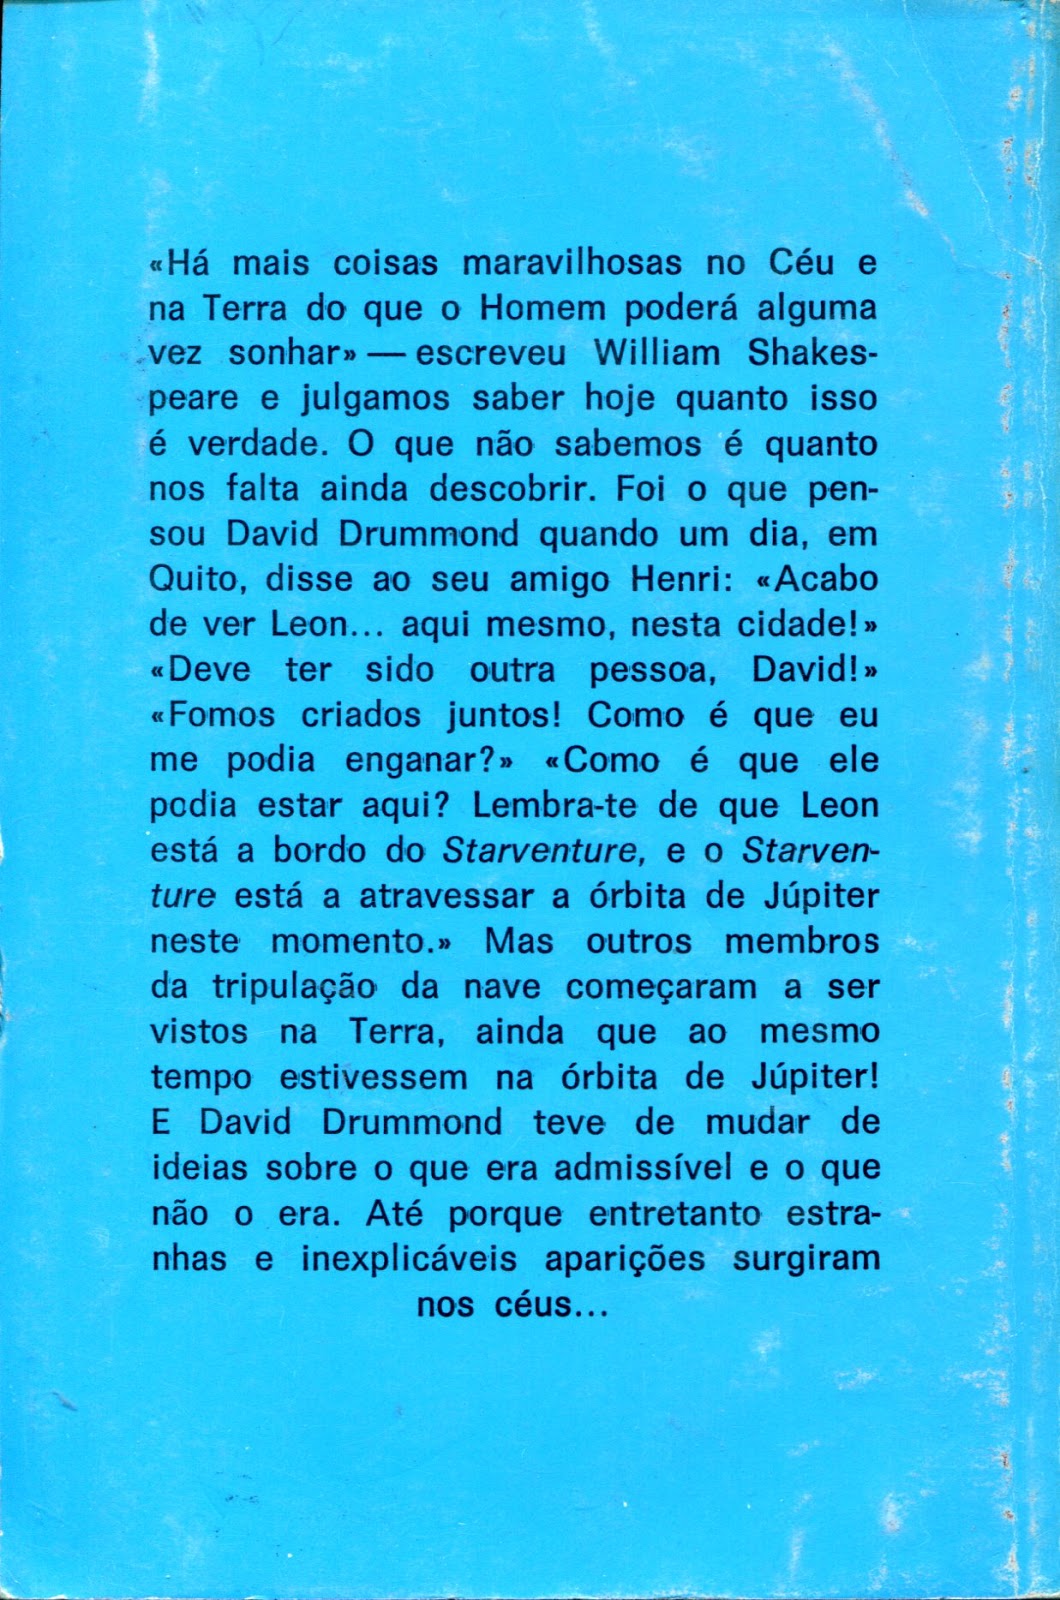 «Há mais coisas maravilhosas no Céu e
na Terra do que o Homem poderá alguma
vez sonhar» — escreveu William Shakes-
peare e julgamos saber hoje quanto isso
é verdade. O que não sabemos é quanto
nos falta ainda descobrir. Foi o que pen-
sou David Drummond quando um dia, em
Quito, disse ao seu amigo Henri: «Acabo
de ver Leon... aqui mesmo, nesta cidade!»
«Deve ter sido outra pessoa, David!»
«Fomos criados juntos! Como é que eu
me podia enganar?» «Como é que ele
podia estar aqui? Lembra-te de que Leon
está a bordo do Starventure, e o Starven-
ture está a atravessar a órbita de Júpiter
neste momento.» Mas outros membros
da tripulação da nave começaram a ser
vistos na Terra, ainda que ao mesmo
tempo estivessem na órbita de Júpiter!
E David Drummond teve de mudar de
ideias sobre o que era admissível e o que
não o era. Até porque entretanto estra-
nhas e inexplicáveis aparições surgiram
nos céus...